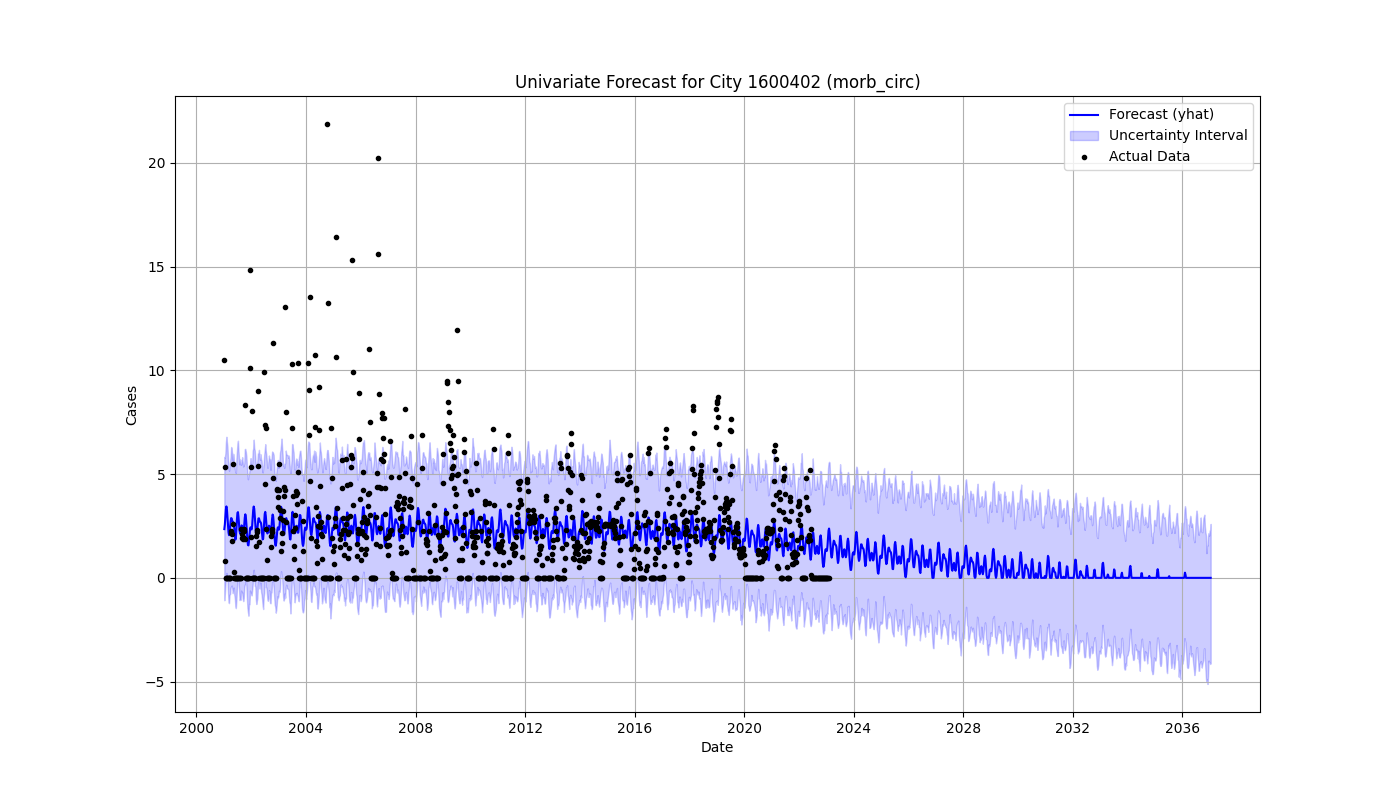 Univariate Forecast for City 1600402 (morb_circ)
Forecast (yhat)
Uncertainty Interval
Actual Data
Cases
20
15
10
5
0
−5
2000 2004 2008 2012 2016 2020 2024 2028 2032 2036
Date